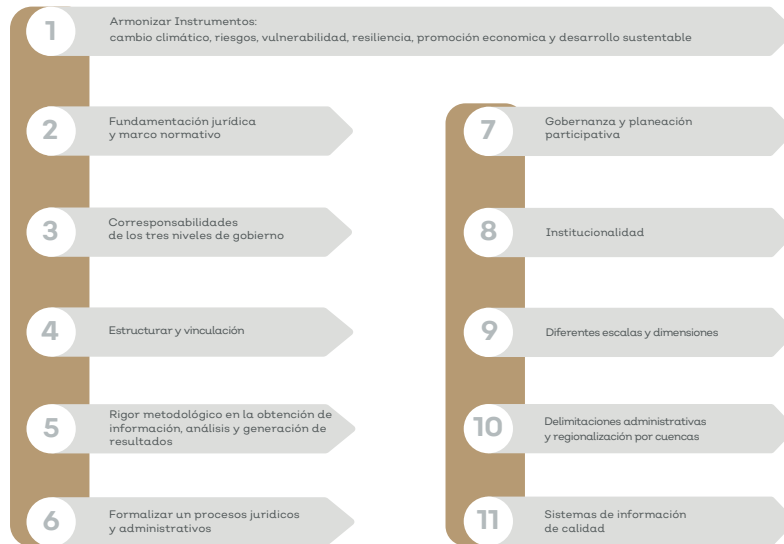 1
Armonizar Instrumentos:
cambio climático, riesgos, vulnerabilidad, resiliencia, promoción economica y desarrollo sustentable
2
Fundamentación jurídica
y marco normativo
3
Corresponsabilidades
de los tres niveles de gobierno
4
Estructurar y vinculación
5
Rigor metodológico en la obtención de
información, análisis y generación de
resultados
6
Formalizar un procesos juridicos
y administrativos
7
Gobernanza y planeación
participativa
8
Institucionalidad
9
Diferentes escalas y dimensiones
10
Delimitaciones administrativas
y regionalización por cuencas
11
Sistemas de información
de calidad